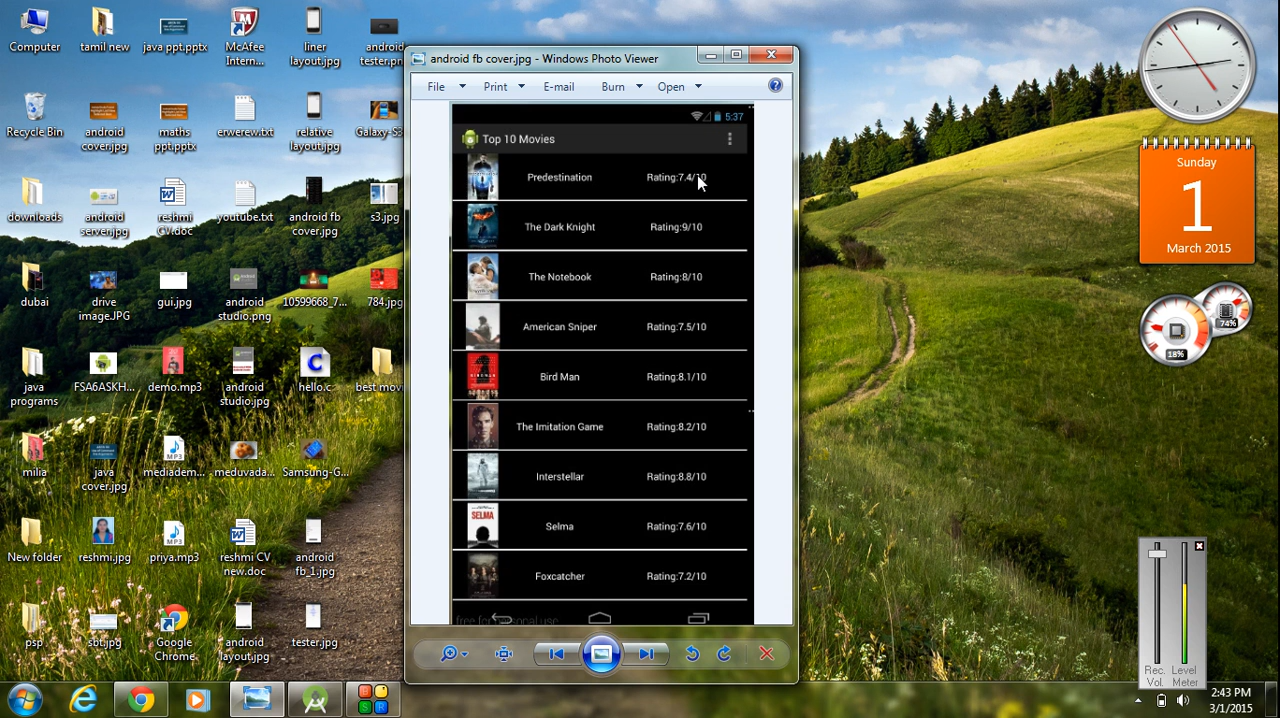 Computer
tamil new
java ppt.pptx
McAfee Intern...
liner layout.jpg
android tester.pn
Recycle Bin
android cover.jpg
maths ppt.pptx
erwerew.txt
relative layout.jpg
Galaxy-S3
downloads
android server.jpg
reshmi CV.doc
youtube.txt
android fb cover.jpg
s3.jpg
dubai
drive image.JPG
gui.jpg
android studio.png
10599668_7...
784.jpg
java programs
FSA6ASKH...
demo.mp3
android studio.jpg
hello.c
best movi
milia
java cover.jpg
mediadem...
meduvada...
Samsung-G...
New folder
reshmi.jpg
priya.mp3
reshmi CV new.doc
android fb_1.jpg
psp
sbt.jpg
Google Chrome
android layout.jpg
tester.jpg
android fb cover.jpg - Windows Photo Viewer
File Print E-mail Burn Open
5:37
Top 10 Movies
Predestination Rating:7.4/10
The Dark Knight Rating:9/10
The Notebook Rating:8/10
American Sniper Rating:7.5/10
Bird Man Rating:8.1/10
The Imitation Game Rating:8.2/10
Interstellar Rating:8.8/10
SELMA
Selma Rating:7.6/10
Foxcatcher Rating:7.2/10
free for personal use
Sunday
1
March 2015
74%
18%
Rec. Vol. Level Meter
2:43 PM
3/1/2015